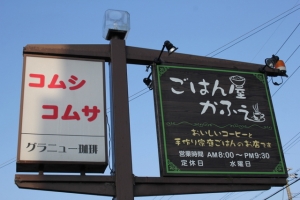 コムシ
コムサ
グラニュー珈琲
ごはん屋
かふぇ
おいしいコーヒーと
手作り家庭ごはんのお店です
営業時間 AM8:00〜PM9:30
定休日 水曜日